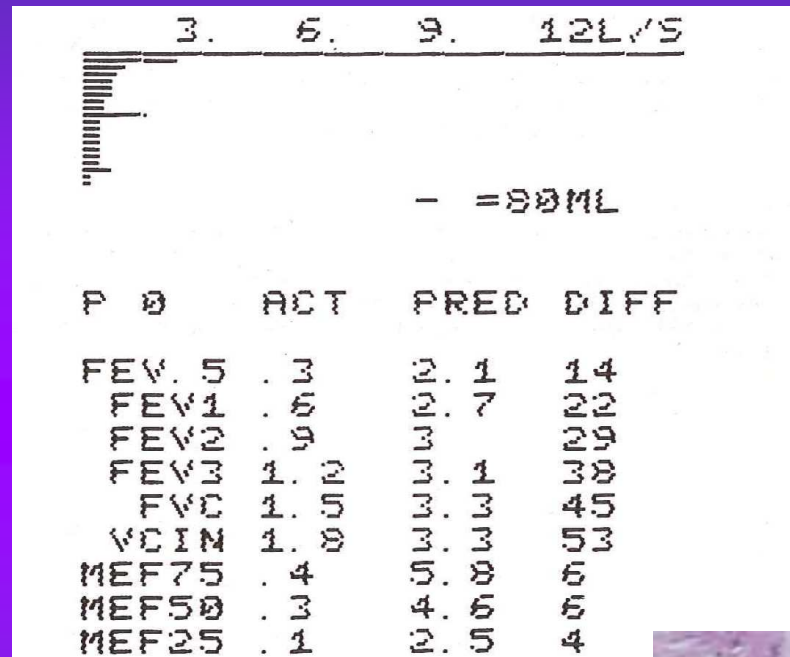 3. 6. 9. 12L/S
- =80ML
P 0 ACT PRED DIFF
FEV.5 .3 2.1 14
FEV1 .6 2.7 22
FEV2 .9 3 29
FEV3 1.2 3.1 38
FVC 1.5 3.3 45
VCIN 1.8 3.3 53
MEF75 .4 5.8 6
MEF50 .3 4.6 6
MEF25 .1 2.5 4